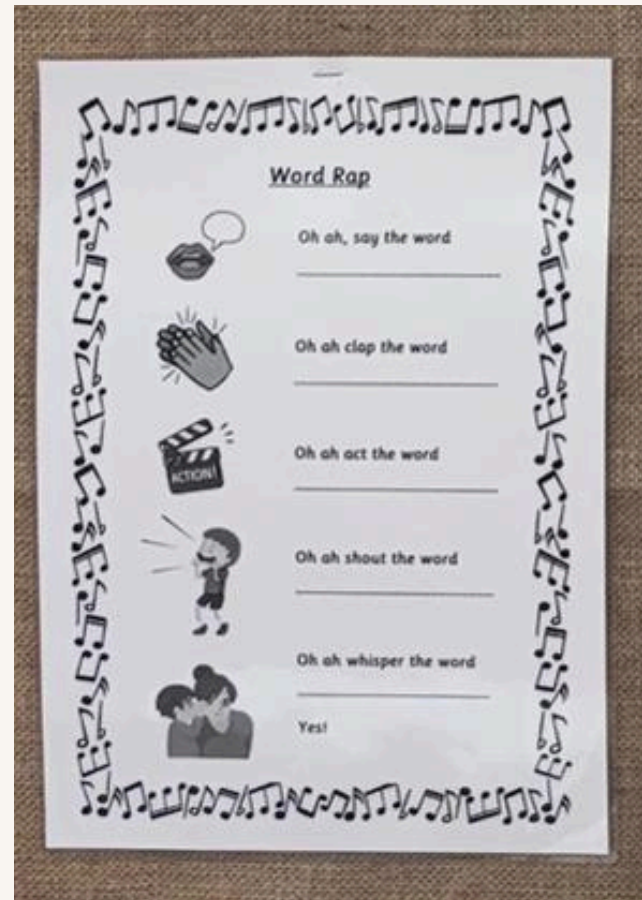 Word Rap
Oh ah, say the word
Oh ah clap the word
ACTION!
Oh ah act the word
Oh ah shout the word
Oh ah whisper the word
Yes!